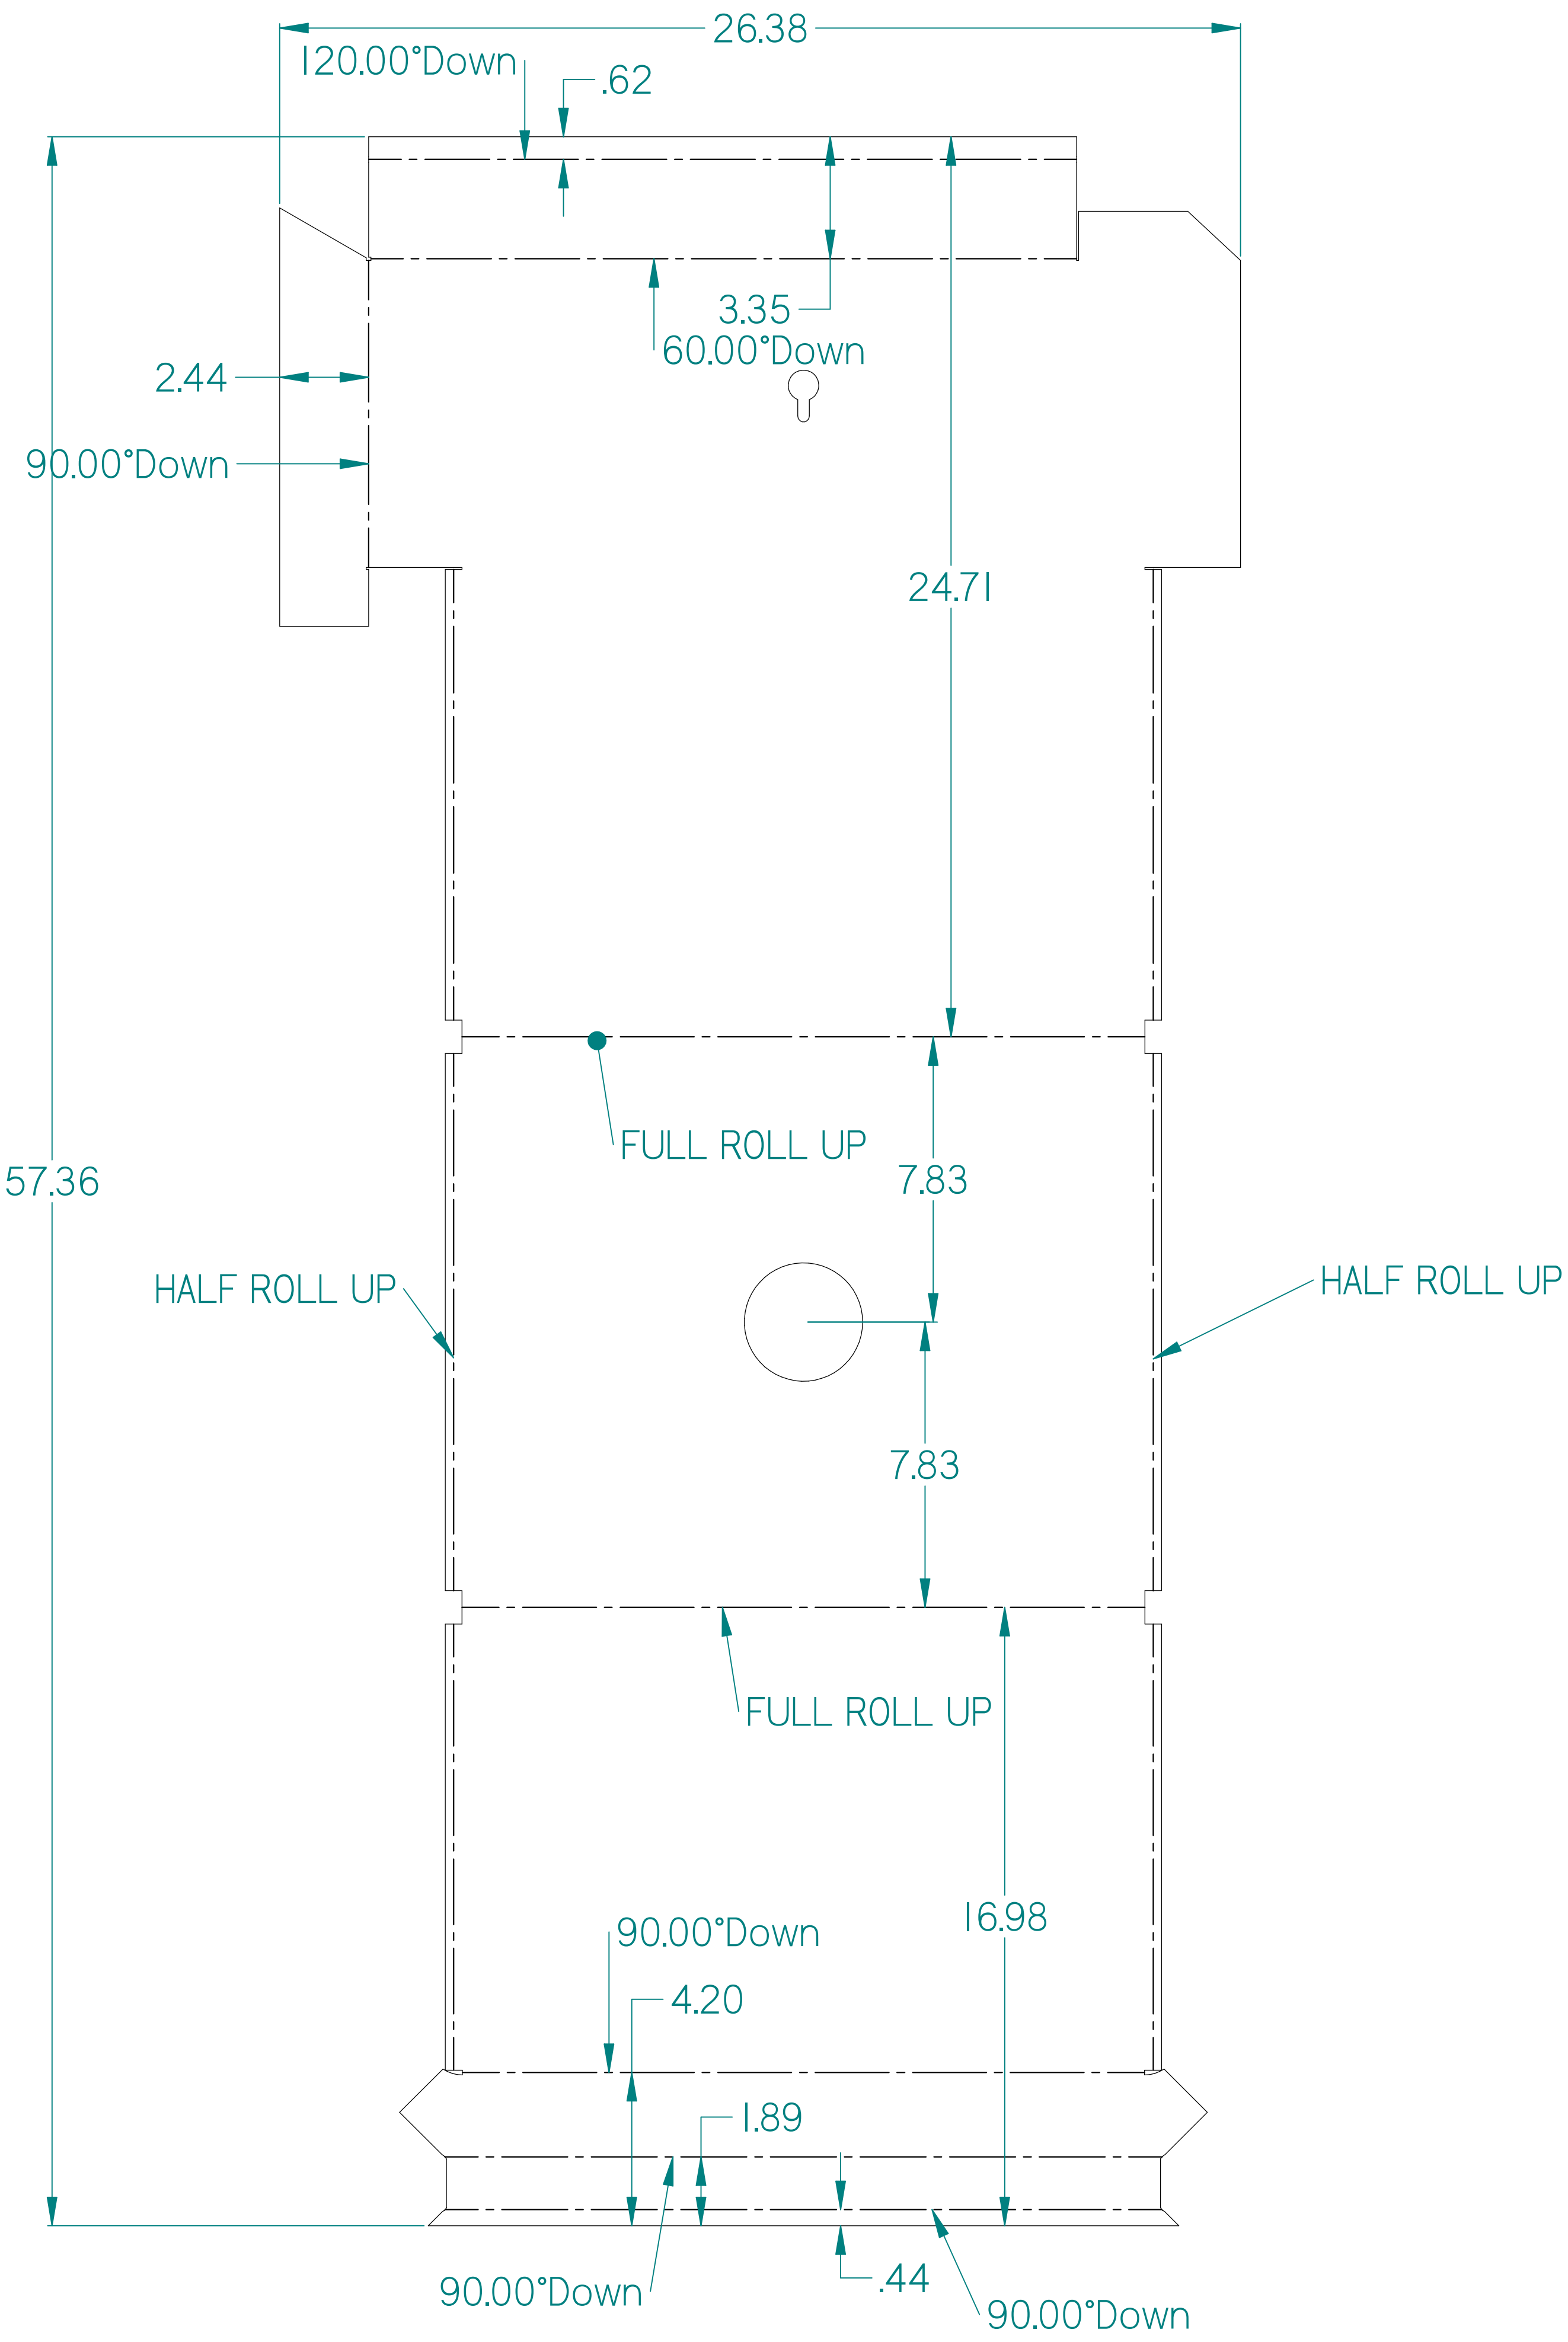 26.38
120.00°Down
.62
3.35
60.00°Down
2.44
90.00°Down
24.71
FULL ROLL UP
7.83
57.36
HALF ROLL UP
HALF ROLL UP
7.83
FULL ROLL UP
16.98
90.00°Down
4.20
1.89
.44
90.00°Down
90.00°Down